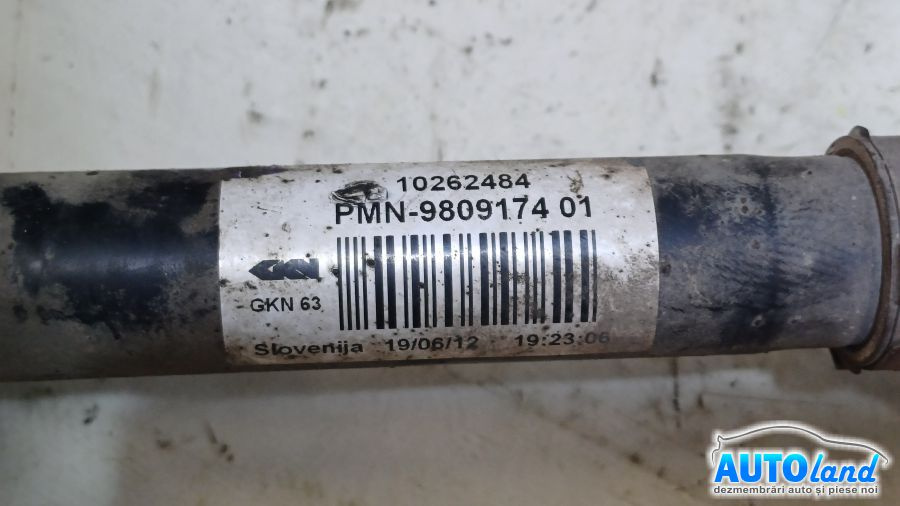 10262484
PMN-9809174 01
GKN
GKN 63
Slovenija 19/06/12 19:23:06
AUTOland
dezmembrări auto și piese noi